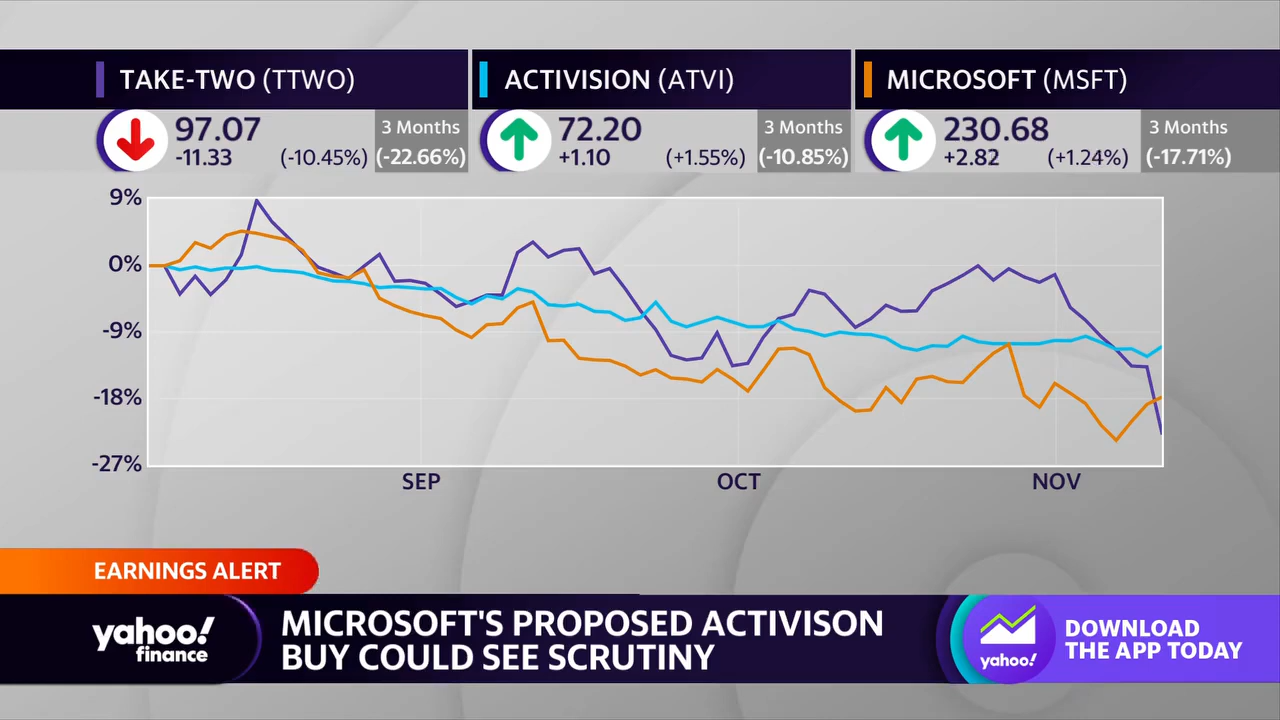 TAKE-TWO (TTWO)
97.07
-11.33 (-10.45%)
3 Months
(-22.66%)
ACTIVISION (ATVI)
72.20
+1.10 (+1.55%)
3 Months
(-10.85%)
MICROSOFT (MSFT)
230.68
+2.82 (+1.24%)
3 Months
(-17.71%)
9%
0%
-9%
-18%
-27%
SEP OCT NOV
EARNINGS ALERT
yahoo!
finance
MICROSOFT'S PROPOSED ACTIVISON
BUY COULD SEE SCRUTINY
yahoo!
DOWNLOAD
THE APP TODAY